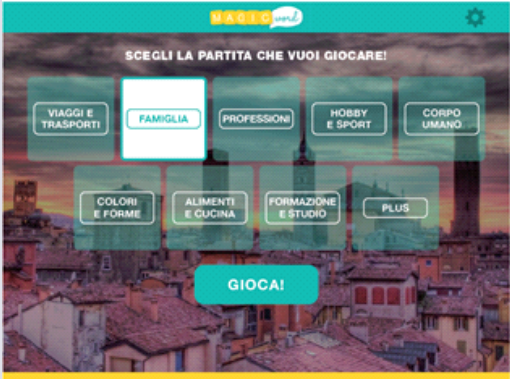 MAGIC word
SCEGLI LA PARTITA CHE VUOI GIOCARE!
VIAGGI E
TRASPORTI
FAMIGLIA
PROFESSIONI
HOBBY
E SPORT
CORPO
UMANO
COLORI
E FORME
ALIMENTI
E CUCINA
FORMAZIONE
E STUDIO
PLUS
GIOCA!